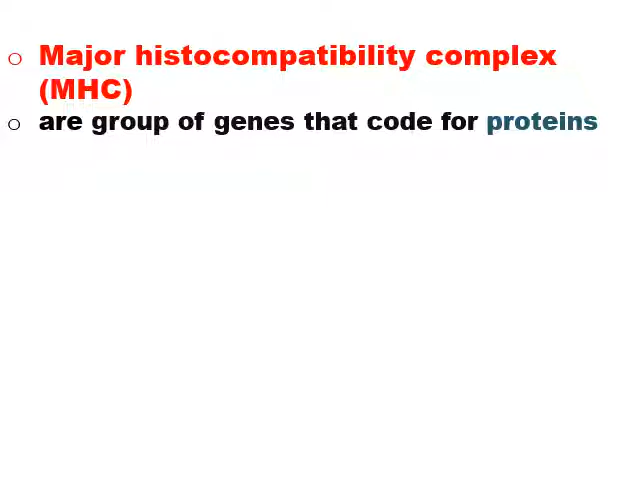 o Major histocompatibility complex
(MHC)
o are group of genes that code for proteins